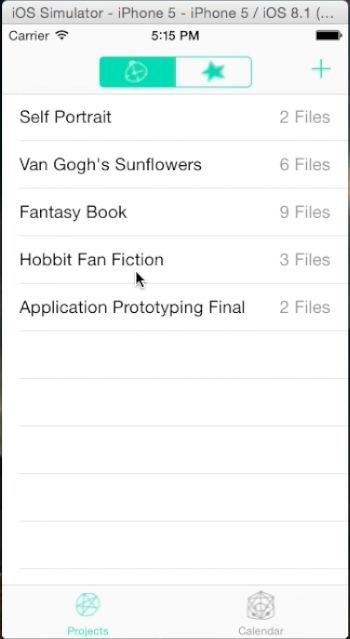 iOS Simulator - iPhone 5 - iPhone 5 / iOS 8.1 (...
Carrier 5:15 PM
Self Portrait 2 Files
Van Gogh's Sunflowers 6 Files
Fantasy Book 9 Files
Hobbit Fan Fiction 3 Files
Application Prototyping Final 2 Files
Projects Calendar